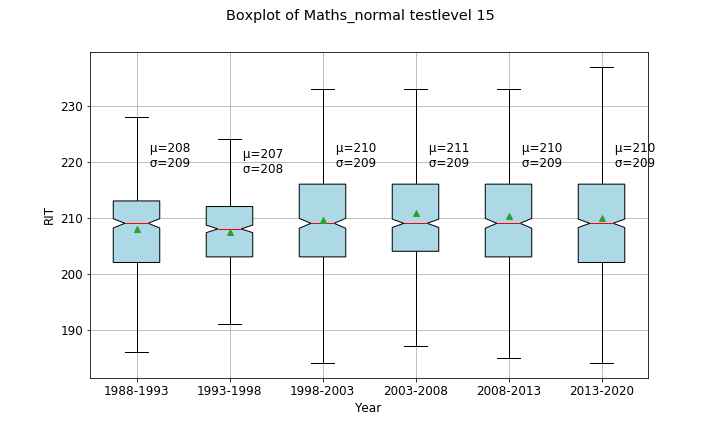 Boxplot of Maths_normal testlevel 15
RIT
230
220
210
200
190
μ=208
σ=209
μ=207
σ=208
μ=210
σ=209
μ=211
σ=209
μ=210
σ=209
μ=210
σ=209
1988-1993 1993-1998 1998-2003 2003-2008 2008-2013 2013-2020
Year